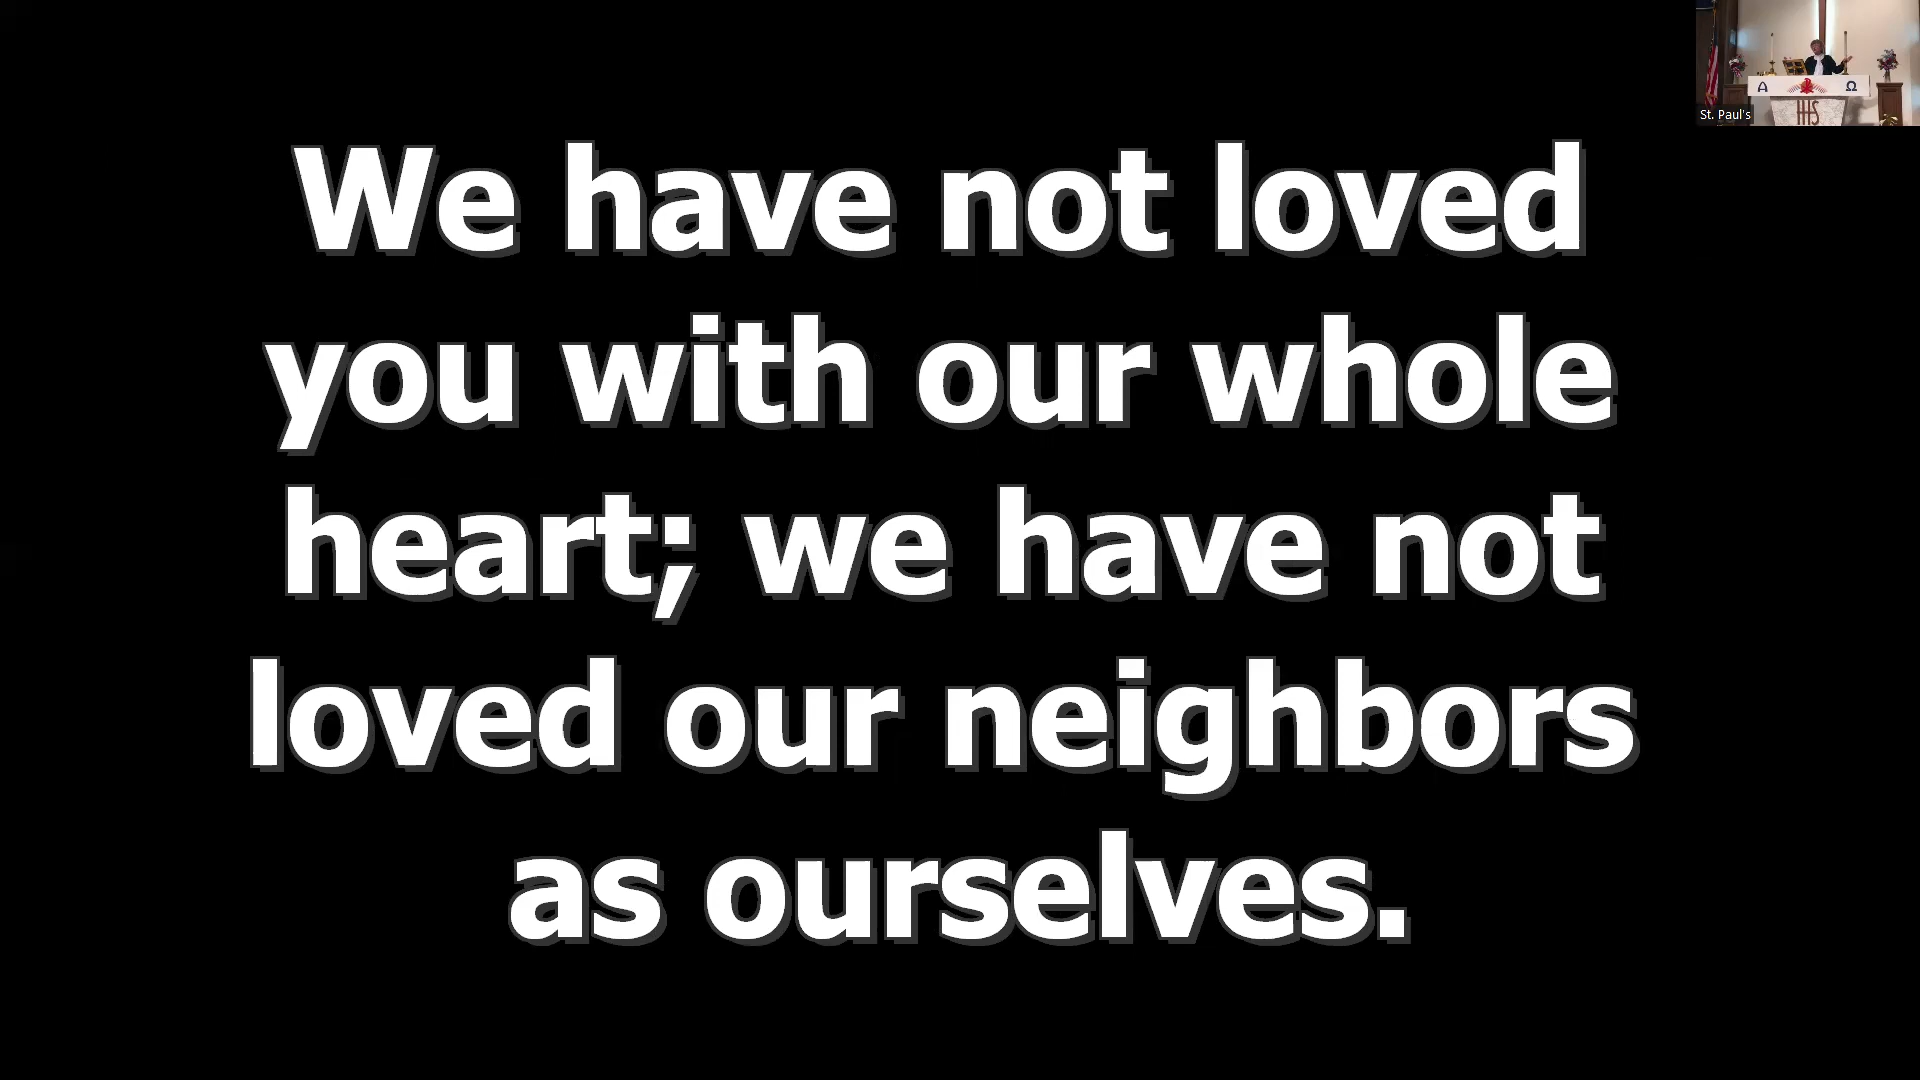 We have not loved
you with our whole
heart; we have not
loved our neighbors
as ourselves.
St. Paul's
Α
Ω
IHS